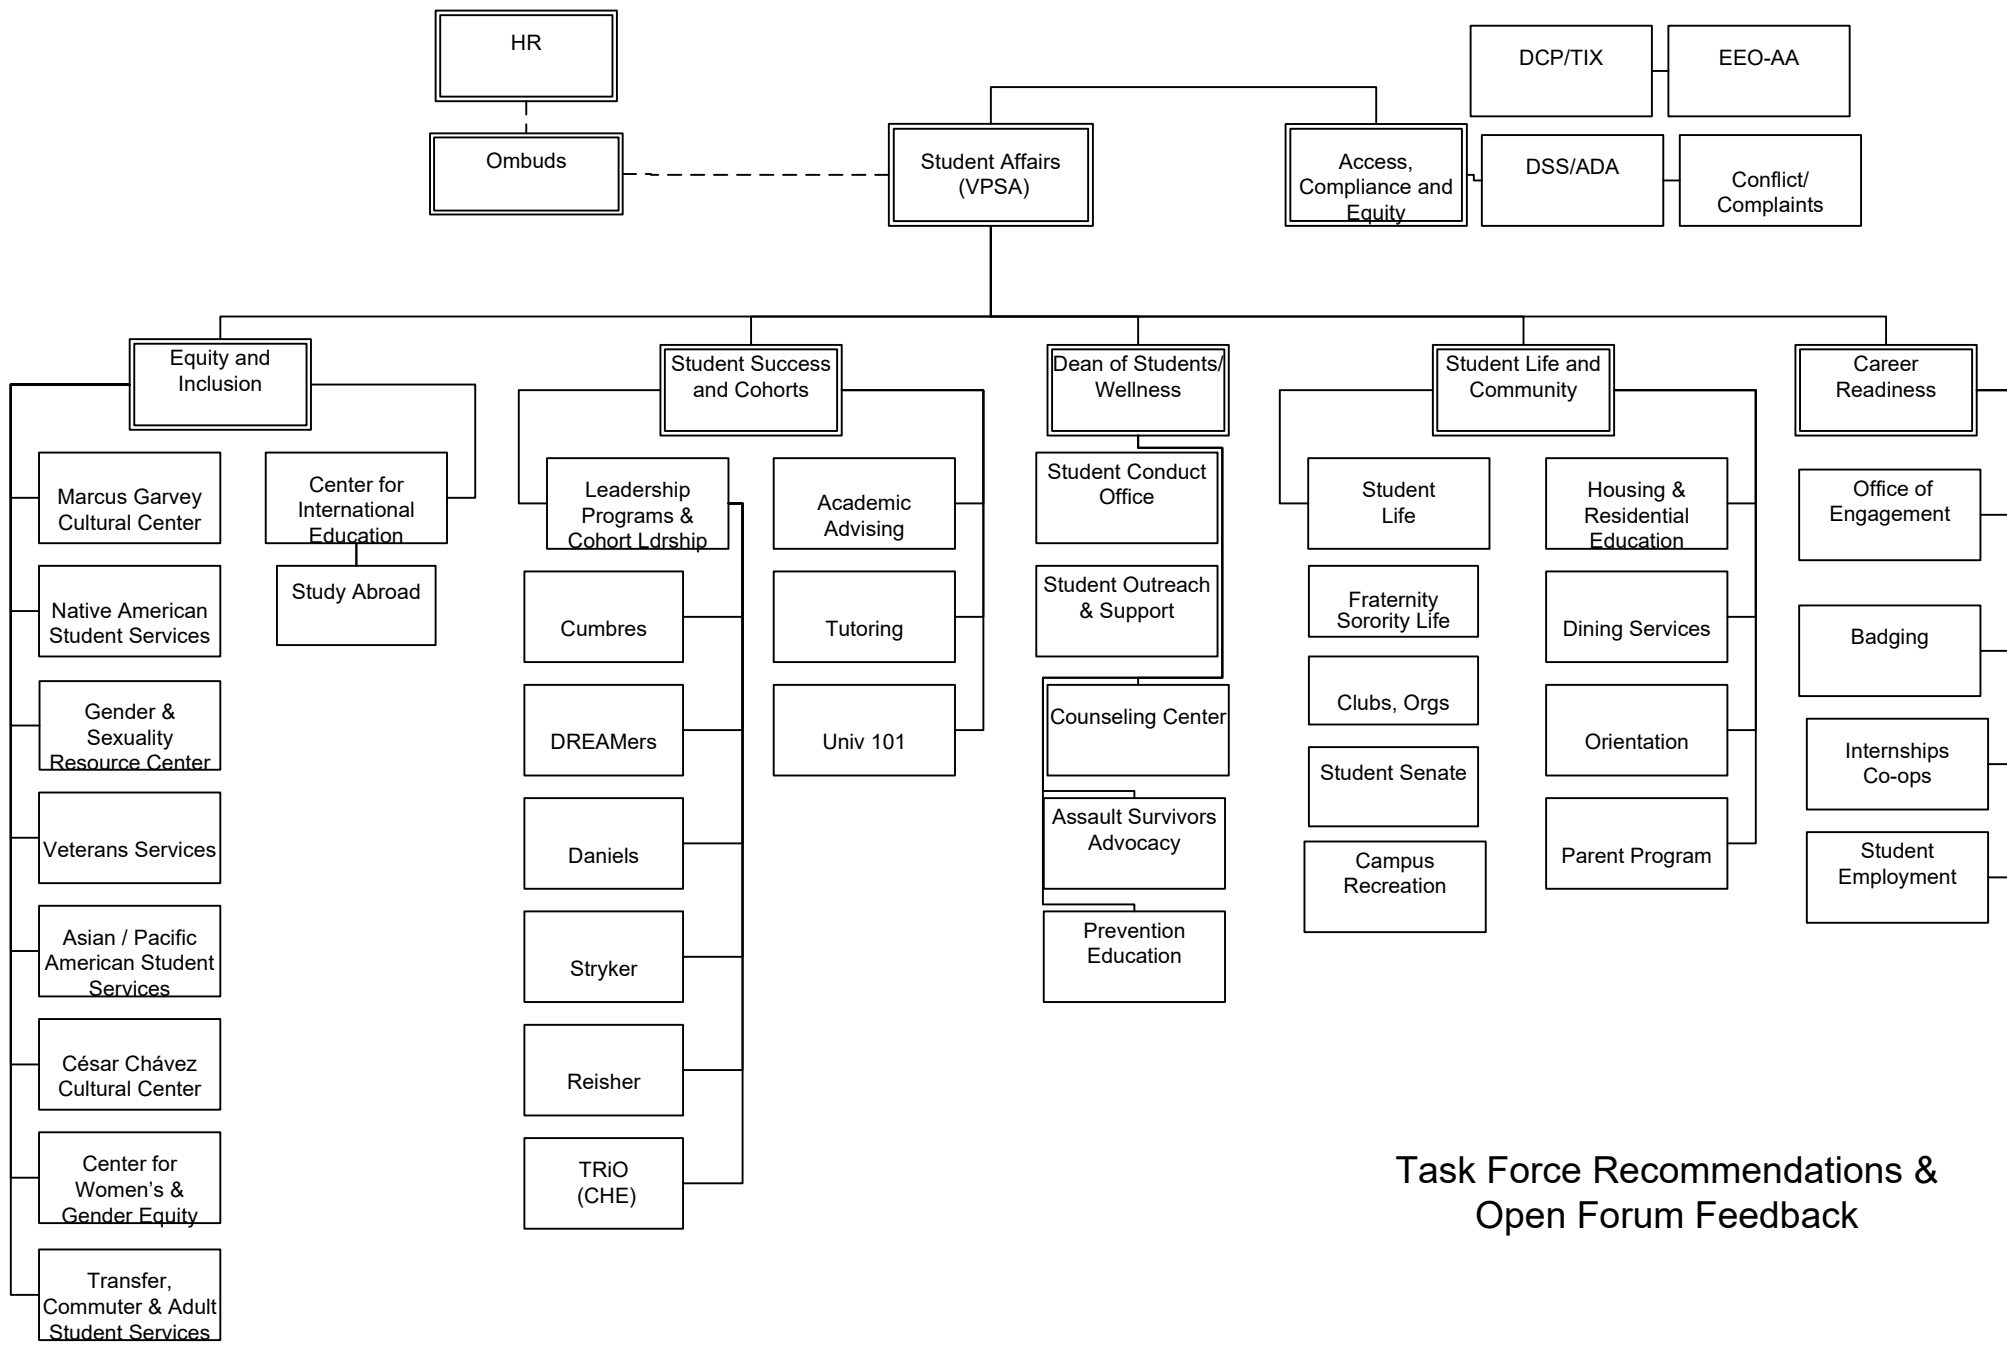 HR
DCP/TIX
EEO-AA
Ombuds
Student Affairs
(VPSA)
Access,
Compliance and
Equity
DSS/ADA
Conflict/
Complaints
Equity and
Inclusion
Student Success
and Cohorts
Dean of Students/
Wellness
Student Life and
Community
Career
Readiness
Marcus Garvey
Cultural Center
Native American
Student Services
Gender &
Sexuality
Resource Center
Veterans Services
Asian / Pacific
American Student
Services
César Chávez
Cultural Center
Center for
Women’s &
Gender Equity
Transfer,
Commuter & Adult
Student Services
Center for
International
Education
Study Abroad
Leadership
Programs &
Cohort Ldrship
Cumbres
DREAMers
Daniels
Stryker
Reisher
TRiO
(CHE)
Academic
Advising
Tutoring
Univ 101
Student Conduct
Office
Student Outreach
& Support
Counseling Center
Assault Survivors
Advocacy
Prevention
Education
Student
Life
Fraternity
Sorority Life
Clubs, Orgs
Student Senate
Campus
Recreation
Housing &
Residential
Education
Dining Services
Orientation
Parent Program
Office of
Engagement
Badging
Internships
Co-ops
Student
Employment
Task Force Recommendations &
Open Forum Feedback